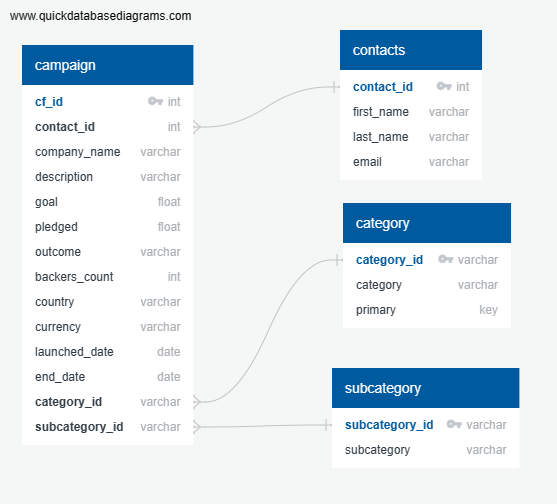 www.quickdatabasediagrams.com
campaign
cf_id int
contact_id int
company_name varchar
description varchar
goal float
pledged float
outcome varchar
backers_count int
country varchar
currency varchar
launched_date date
end_date date
category_id varchar
subcategory_id varchar
contacts
contact_id int
first_name varchar
last_name varchar
email varchar
category
category_id varchar
category varchar
primary key
subcategory
subcategory_id varchar
subcategory varchar